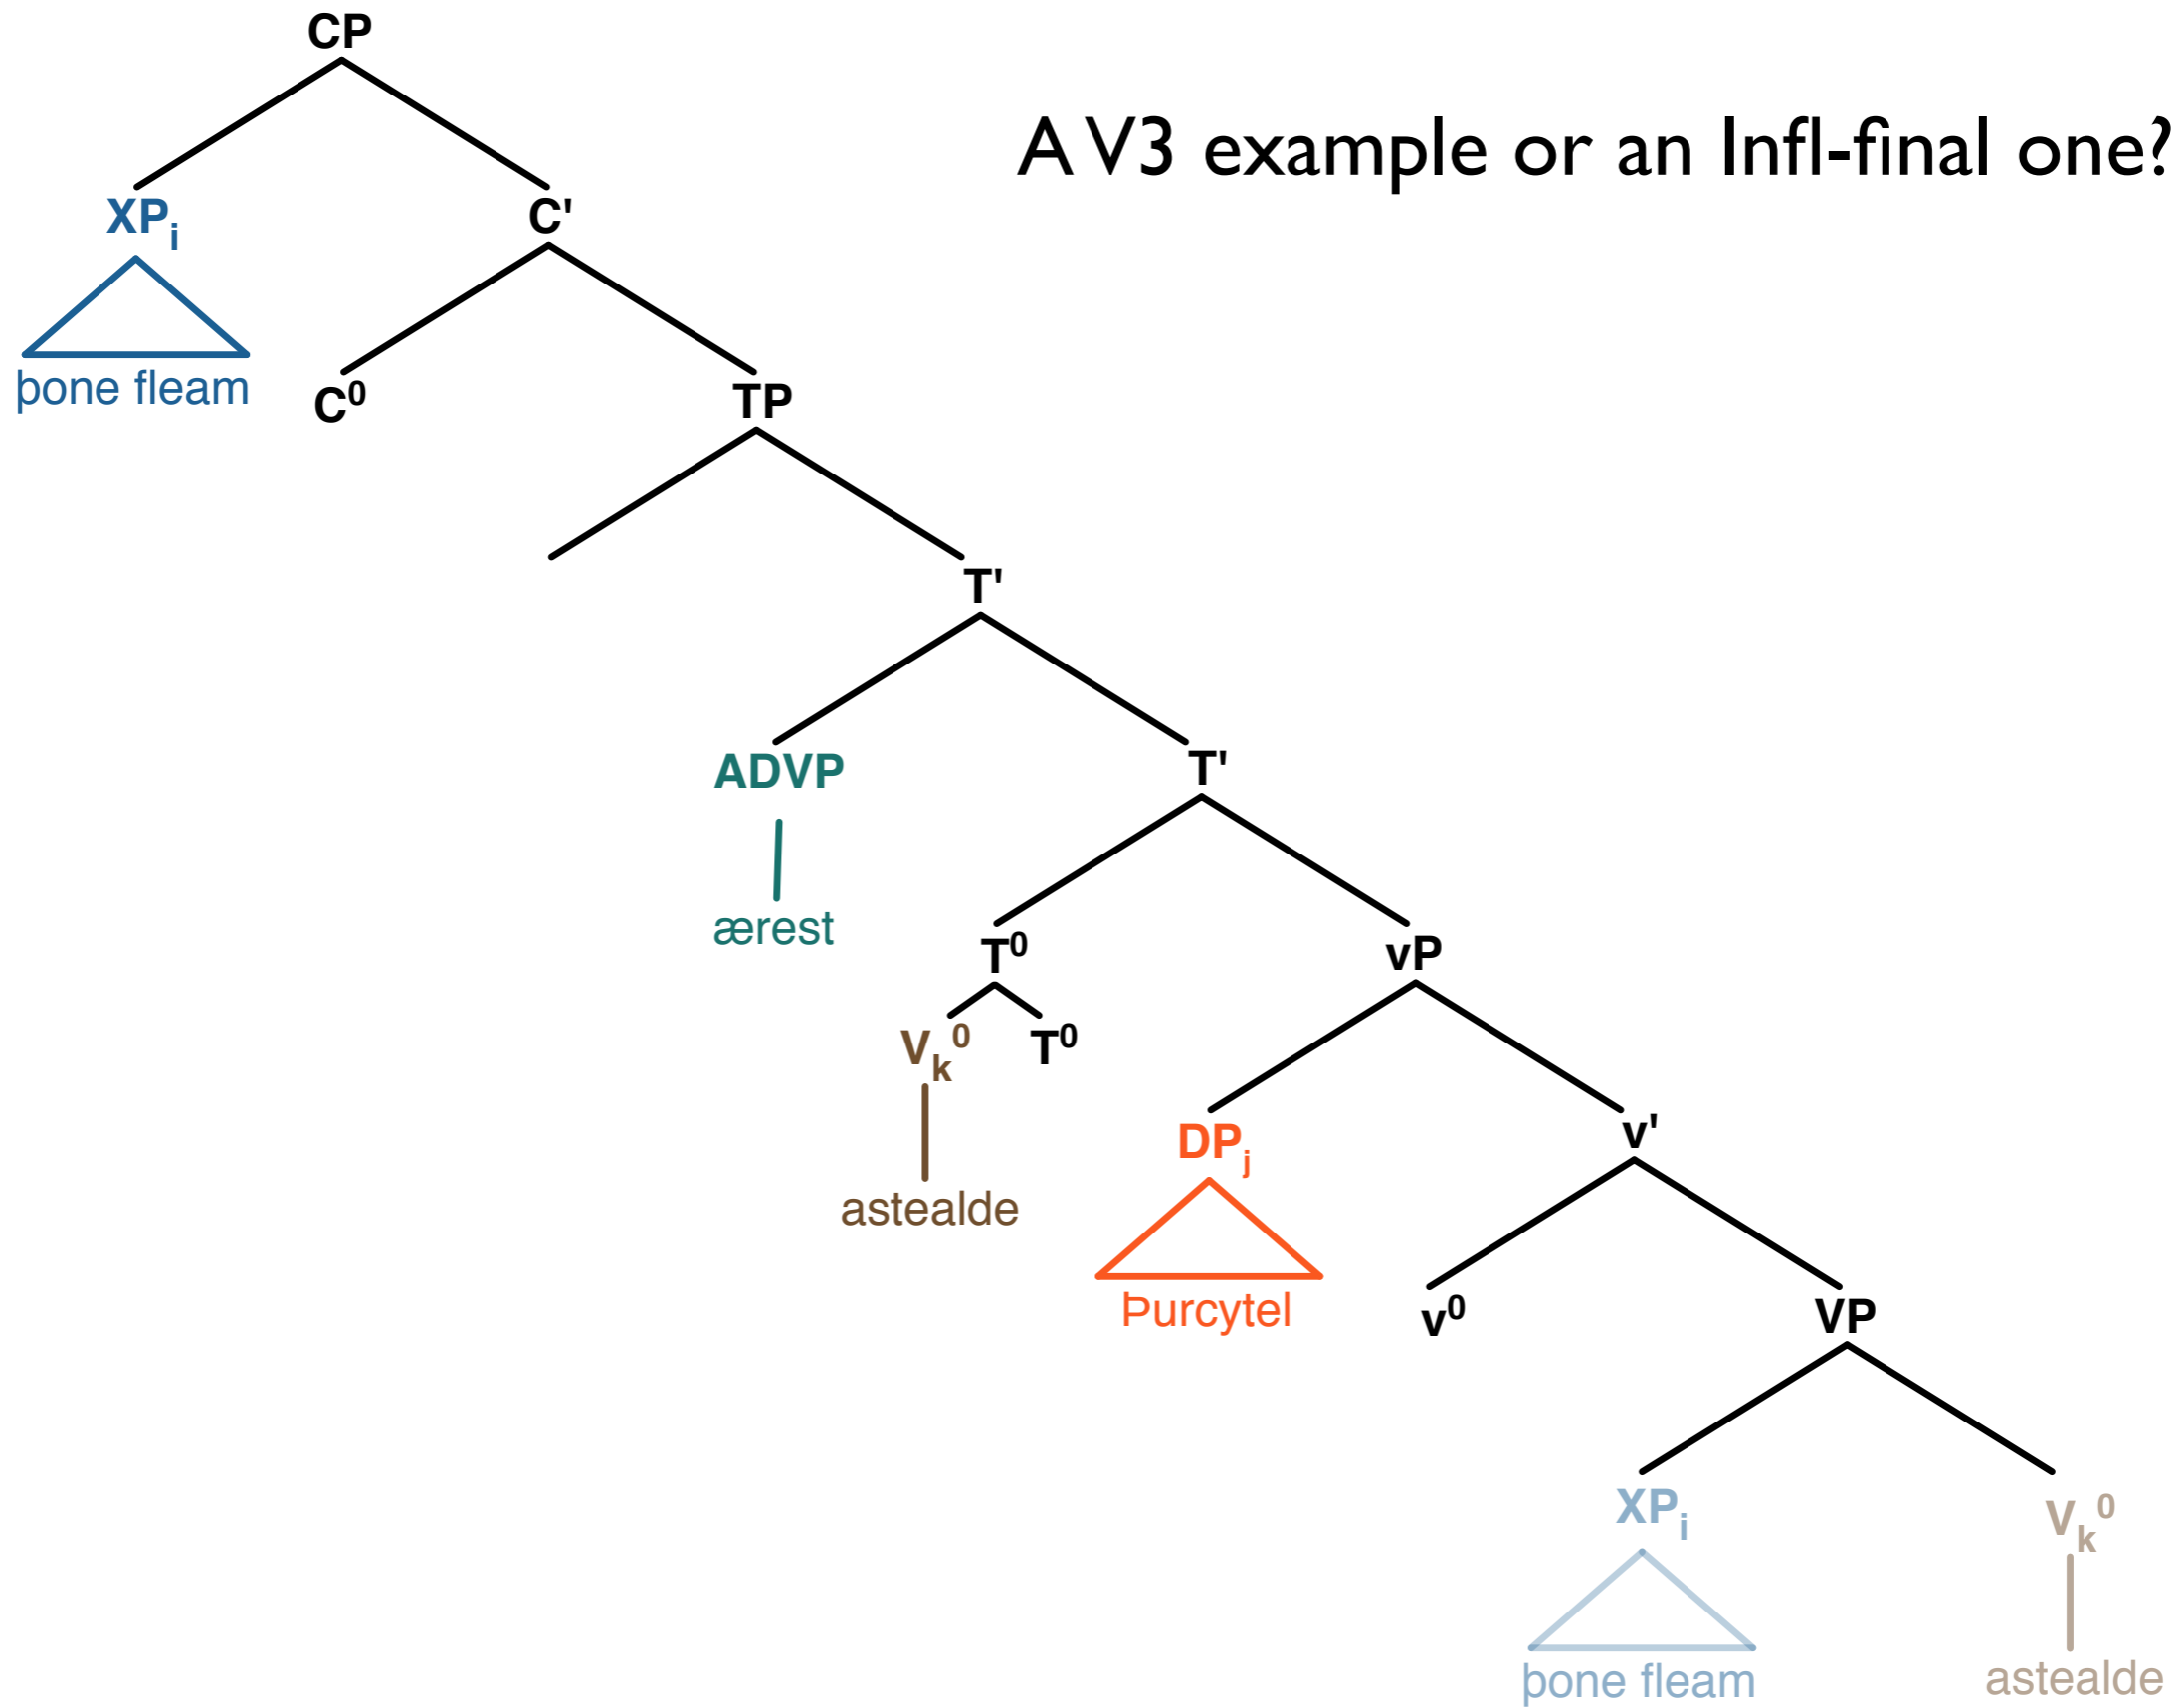 CP
A V3 example or an Infl-final one?
XPi
C'
þone fleam
C0
TP
T'
ADVP
T'
ærest
T0
vP
Vk0
T0
astealde
DPj
v'
Þurcytel
v0
VP
XPi
Vk0
þone fleam
astealde